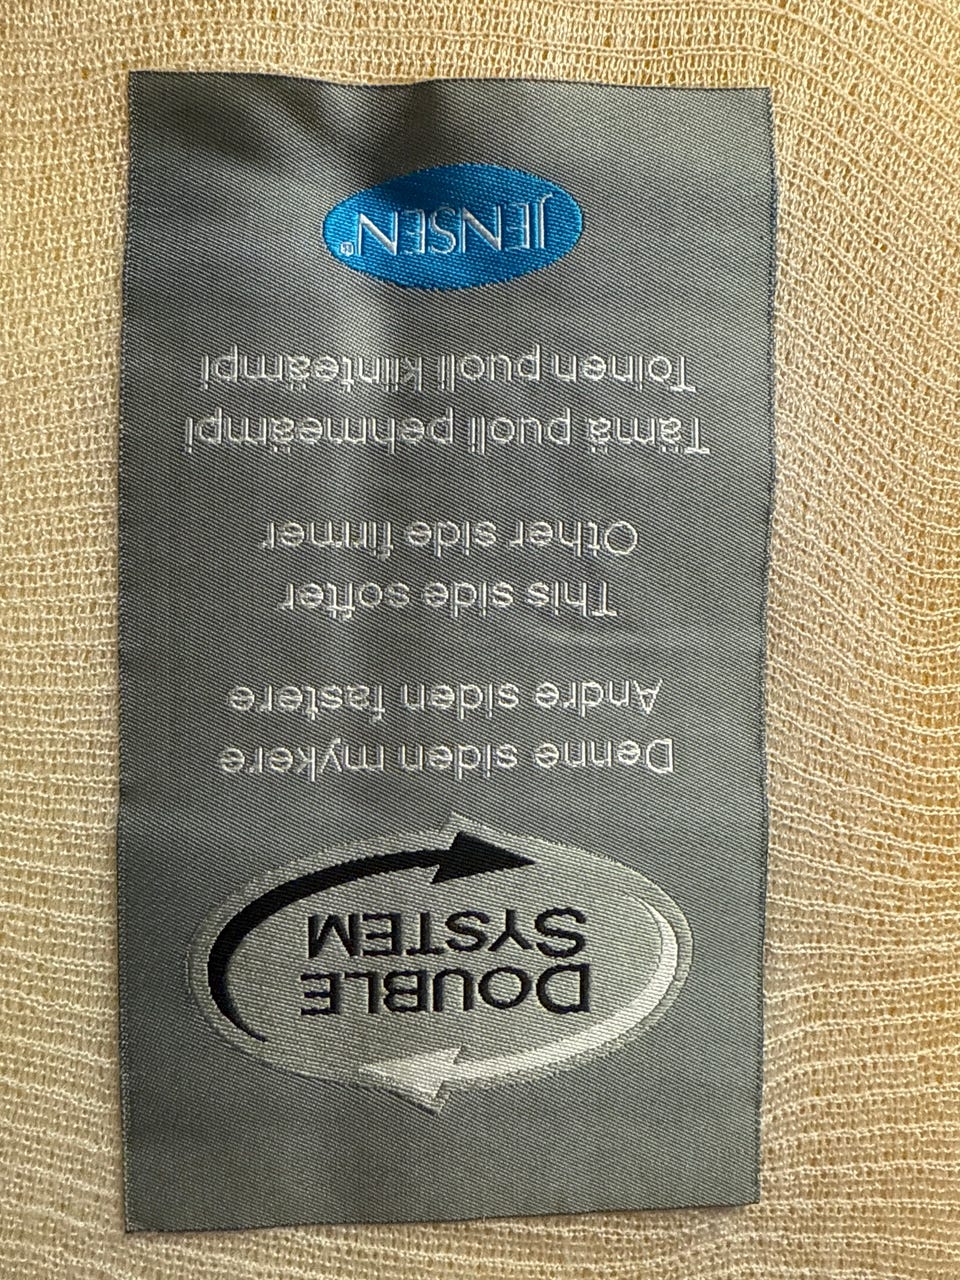 DOUBLE
SYSTEM
Denne siden mykere
Andre siden fastere
This side softer
Other side firmer
Tämä puoli pehmeämpi
Toinen puoli kiinteämpi
JENSEN®